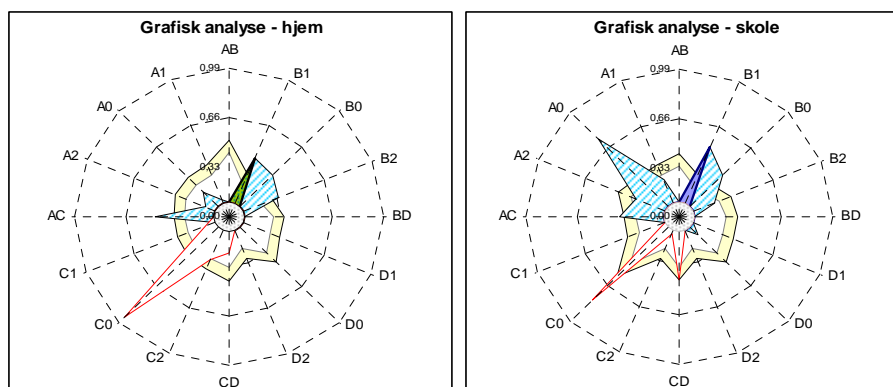 Grafisk analyse - hjem
AB
0,99
A1
B1
A0
B0
0,66
A2
B2
0,33
AC
-0,00
BD
C1
D1
C0
D0
C2
D2
CD
Grafisk analyse - skole
AB
0,99
A1
B1
A0
B0
0,66
A2
B2
0,33
AC
-0,00
BD
C1
D1
C0
D0
C2
D2
CD